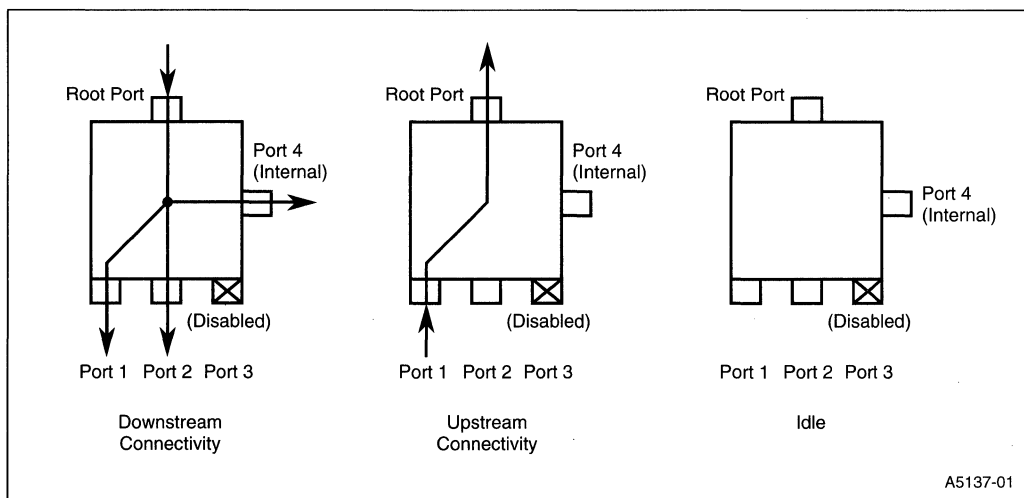 Root Port
Port 4
(Internal)
(Disabled)
Port 1 Port 2 Port 3
Downstream
Connectivity
Root Port
Port 4
(Internal)
(Disabled)
Port 1 Port 2 Port 3
Upstream
Connectivity
Root Port
Port 4
(Internal)
(Disabled)
Port 1 Port 2 Port 3
Idle
A5137-01